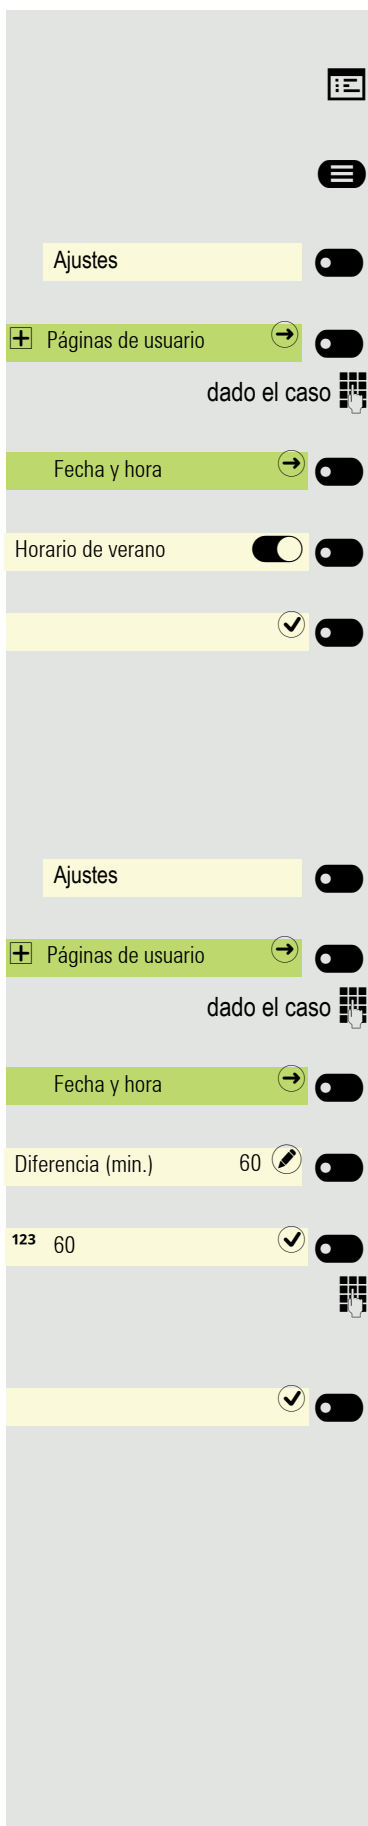 Ajustes
Páginas de usuario
dado el caso
Fecha y hora
Horario de verano
Ajustes
Páginas de usuario
dado el caso
Fecha y hora
Diferencia (min.) 60
123 60